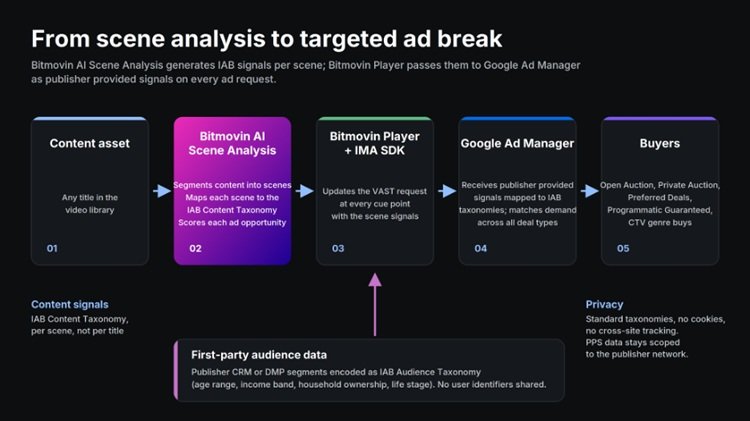 From scene analysis to targeted ad break
Bitmovin AI Scene Analysis generates IAB signals per scene; Bitmovin Player passes them to Google Ad Manager
as publisher provided signals on every ad request.
Content asset
Any title in the
video library
01
Bitmovin AI
Scene Analysis
Segments content into scenes
Maps each scene to the
IAB Content Taxonomy
Scores each ad opportunity
02
Bitmovin Player
+ IMA SDK
Updates the VAST request
at every cue point
with the scene signals
03
Google Ad Manager
Receives publisher provided
signals mapped to IAB
taxonomies; matches demand
across all deal types
04
Buyers
Open Auction, Private Auction,
Preferred Deals,
Programmatic Guaranteed,
CTV genre buys
05
Content signals
IAB Content Taxonomy,
per scene, not per title
First-party audience data
Publisher CRM or DMP segments encoded as IAB Audience Taxonomy
(age range, income band, household ownership, life stage). No user identifiers shared.
Privacy
Standard taxonomies, no cookies,
no cross-site tracking.
PPS data stays scoped
to the publisher network.